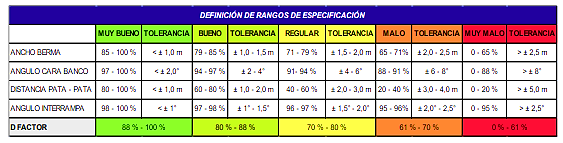 DEFINICIÓN DE RANGOS DE ESPECIFICACIÓN
MUY BUENO TOLERANCIA BUENO TOLERANCIA REGULAR TOLERANCIA MALO TOLERANCIA MUY MALO TOLERANCIA
ANCHO BERMA 85 - 100 % < ± 1,0 m 79 - 85 % ± 1,0 - 1,5 m 71 - 79 % ± 1,5 - 2,0 m 65 - 71% ± 2,0 - 2,5 m 0 - 65 % > ± 2,5 m
ANGULO CARA BANCO 97 - 100 % < ± 2,0° 94 - 97% ± 2 - 4° 91- 94 % ± 4 - 6° 88 - 91 % ± 6 - 8° 0 - 88 % > ± 8°
DISTANCIA PATA - PATA 80 - 100 % < ± 1,0 m 60 - 80 % ± 1,0 - 2,0 m 40 - 60 % ± 2,0 - 3,0 m 20 - 40 % ± 3,0 - 4,0 m 0 - 20 % > ± 5,0 m
ANGULO INTERRAMPA 98 - 100 % < ± 1° 97 - 98 % ± 1° - 1,5° 96 - 97 % ± 1,5° - 2,0° 95 - 96% ± 2,0° - 2,5° 0 - 95 % > ± 2,5°
D FACTOR 88 % - 100 % 80 % - 88 % 70 % - 80 % 61 % - 70 % 0 % - 61 %